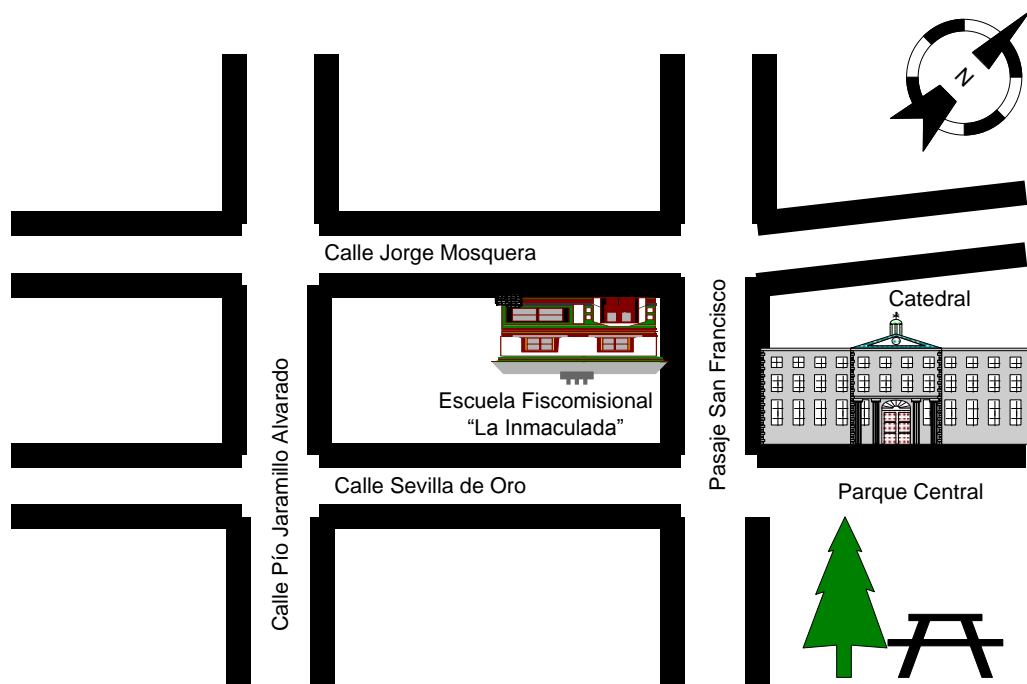 N
Calle Jorge Mosquera
Catedral
Escuela Fiscomisional
“La Inmaculada”
Calle Pío Jaramillo Alvarado
Pasaje San Francisco
Calle Sevilla de Oro
Parque Central